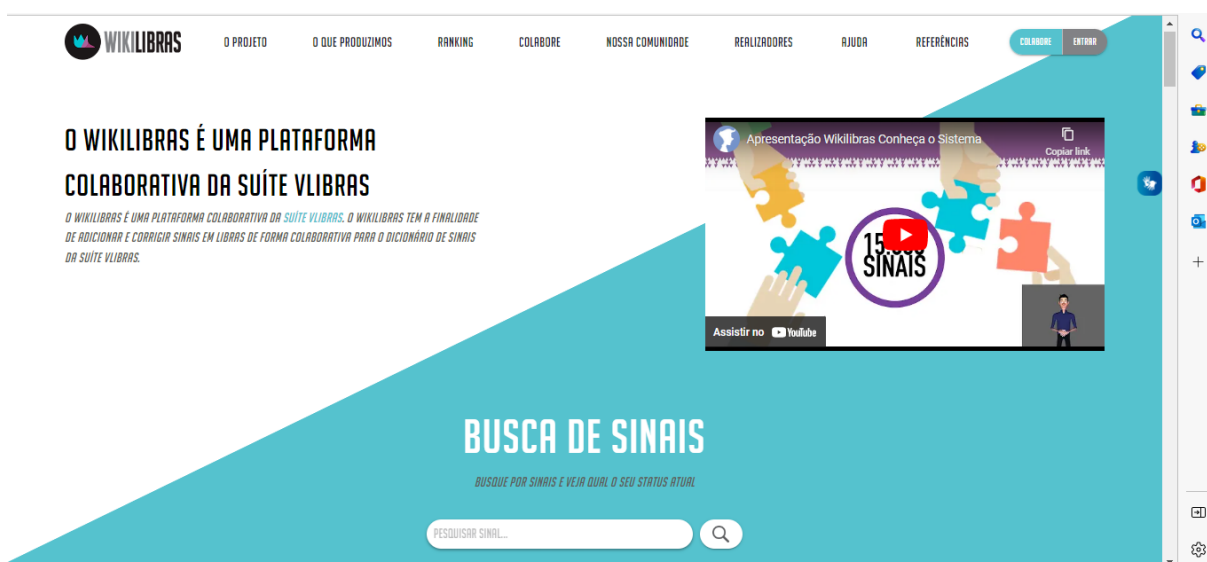 WIKILIBRAS
O PROJETO
O QUE PRODUZIMOS
RANKING
COLABORE
NOSSA COMUNIDADE
REALIZADORES
AJUDA
REFERÊNCIAS
COLABORE
ENTRAR
O WIKILIBRAS É UMA PLATAFORMA
COLABORATIVA DA SUÍTE VLIBRAS
O WIKILIBRAS É UMA PLATAFORMA COLABORATIVA DA SUÍTE VLIBRAS. O WIKILIBRAS TEM A FINALIDADE
DE ADICIONAR E CORRIGIR SINAIS EM LIBRAS DE FORMA COLABORATIVA PARA O DICIONÁRIO DE SINAIS
DA SUÍTE VLIBRAS.
Apresentação Wikilibras Conheça o Sistema
Copiar link
SINAIS
Assistir no YouTube
BUSCA DE SINAIS
BUSQUE POR SINAIS E VEJA QUAL O SEU STATUS ATUAL
PESQUISAR SINAL...